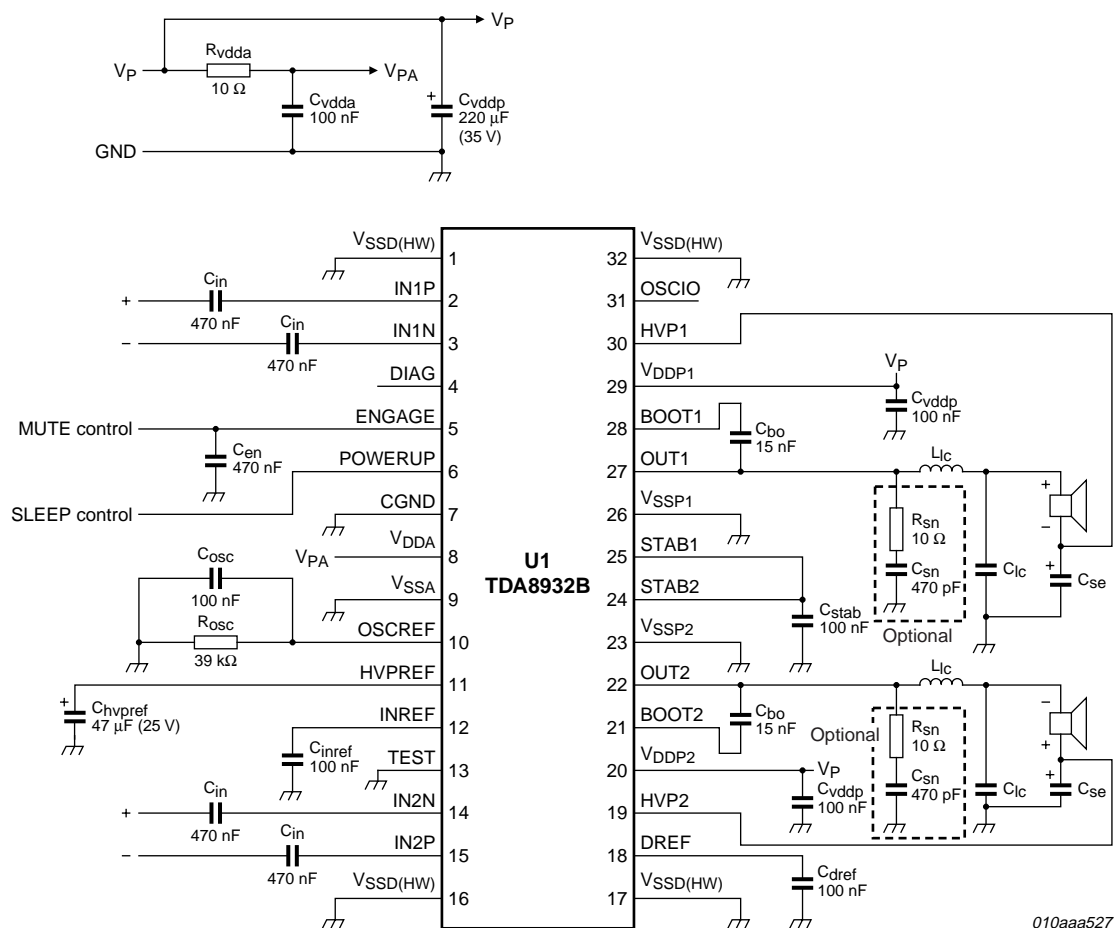 VP
Rvdda
VP
10 Ω
VPA
Cvdda
100 nF
+
Cvddp
220 μF
(35 V)
GND
VSSD(HW)
1
32
VSSD(HW)
Cin
IN1P
+
470 nF
2
31
OSCIO
Cin
IN1N
−
470 nF
3
30
HVP1
DIAG
4
29
VDDP1
VP
Cvddp
100 nF
MUTE control
ENGAGE
5
28
BOOT1
Cbo
15 nF
Cen
470 nF
POWERUP
6
27
OUT1
Llc
SLEEP control
CGND
7
26
VSSP1
Rsn
10 Ω
+
−
VDDA
VPA
8
25
STAB1
Csn
470 pF
Clc
+
Cse
U1
TDA8932B
Cosc
100 nF
VSSA
9
24
STAB2
Cstab
100 nF
Optional
Rosc
39 kΩ
OSCREF
10
23
VSSP2
HVPREF
11
22
OUT2
Llc
+
Chvpref
47 μF (25 V)
INREF
12
21
BOOT2
Cbo
15 nF
Optional
Rsn
10 Ω
−
+
Cinref
100 nF
TEST
13
20
VDDP2
VP
Cvddp
100 nF
Csn
470 pF
Clc
+
Cse
Cin
IN2N
+
470 nF
14
19
HVP2
Cin
IN2P
−
470 nF
15
18
DREF
Cdref
100 nF
VSSD(HW)
16
17
VSSD(HW)
010aaa527